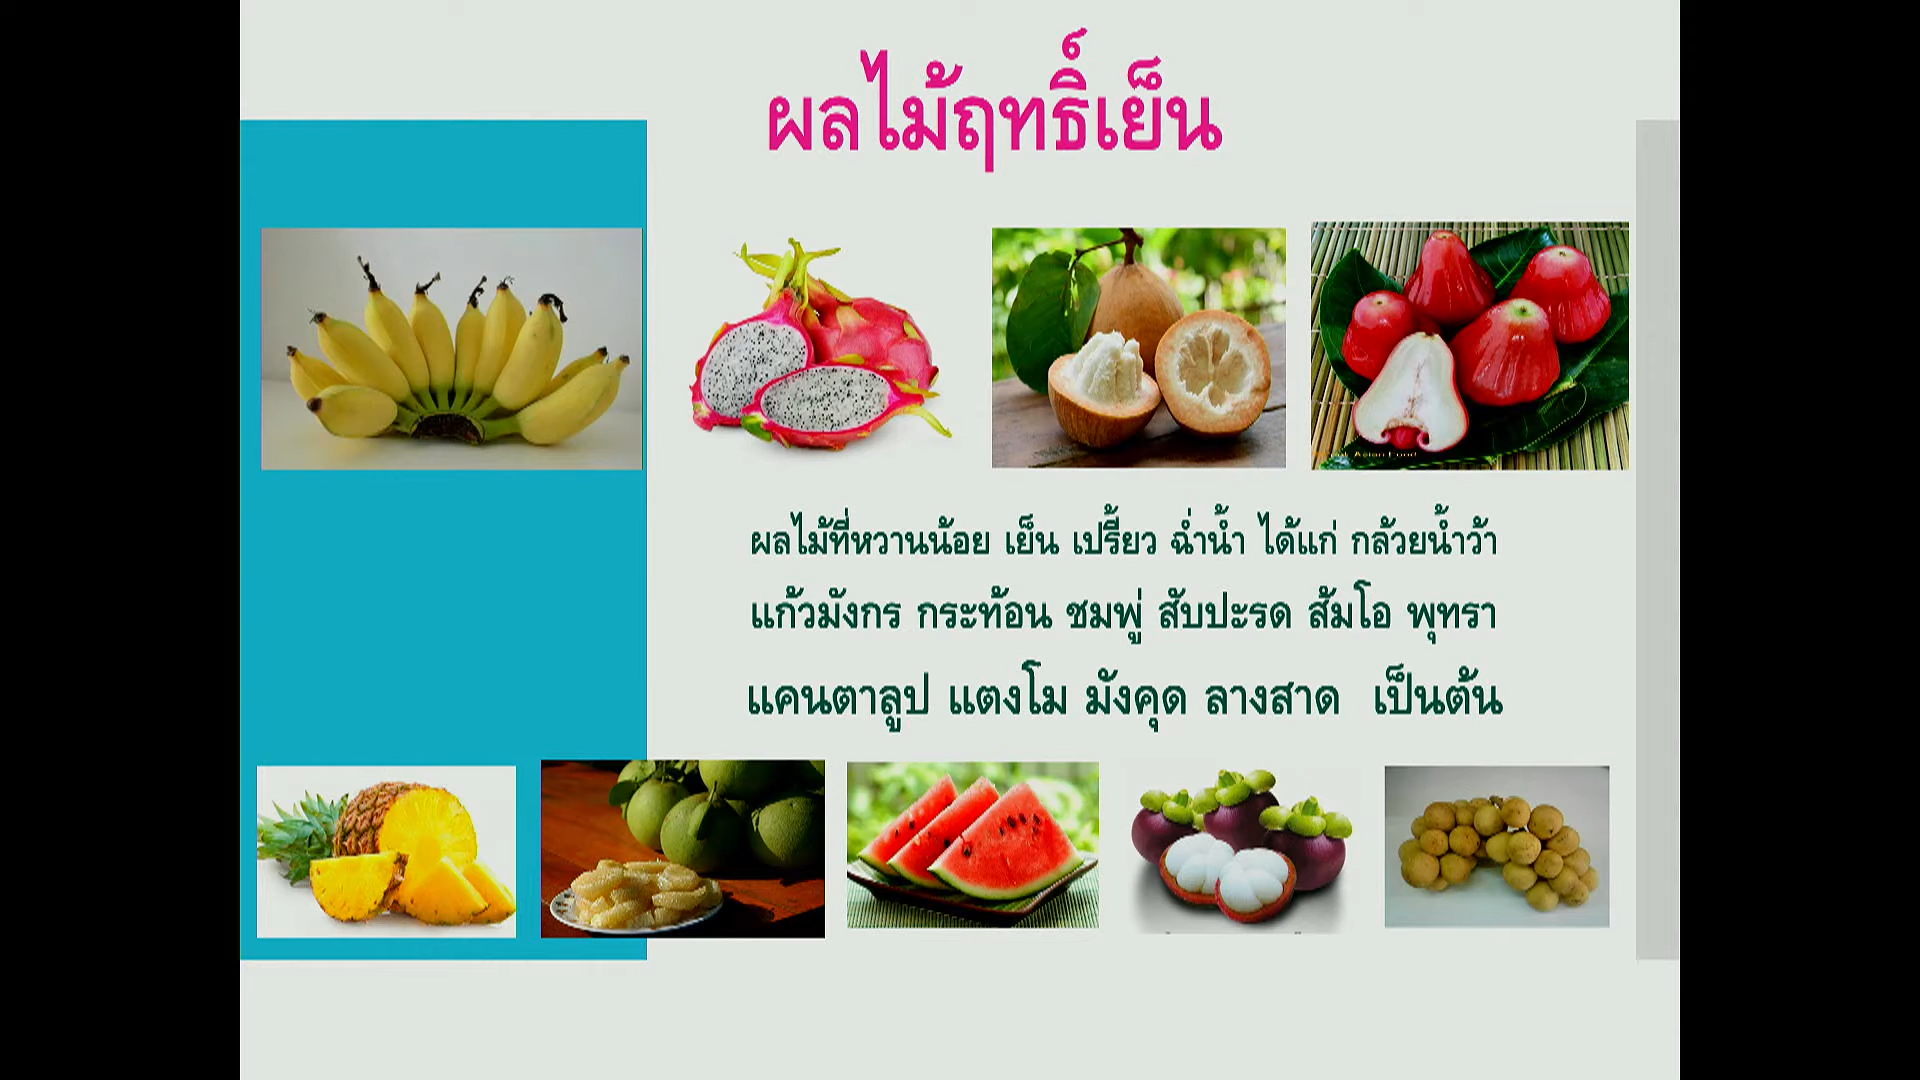 ผลไม้ฤทธิ์เย็น
ผลไม้ที่หวานน้อย เย็น เปรี้ยว ฉ่ำน้ำ ได้แก่ กล้วยน้ำว้า
แก้วมังกร กระท้อน ชมพู่ สับปะรด ส้มโอ พุทรา
แคนตาลูป แตงโม มังคุด ลางสาด เป็นต้น
Asian Food